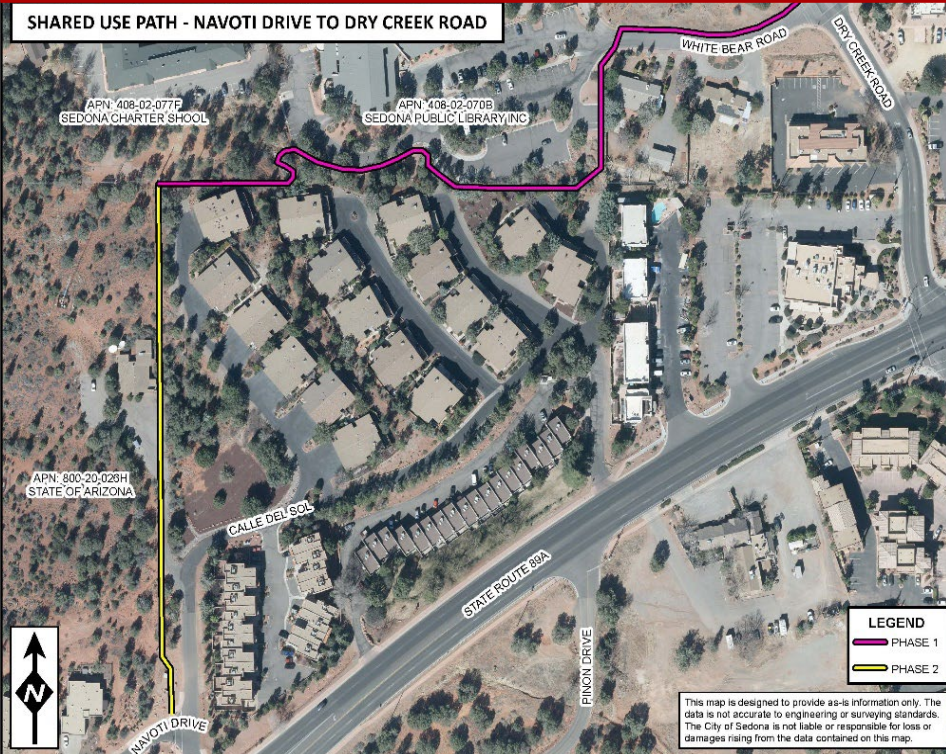 SHARED USE PATH - NAVOTI DRIVE TO DRY CREEK ROAD
WHITE BEAR ROAD
DRY CREEK ROAD
APN: 408-02-077F
SEDONA CHARTER SHOOL
APN: 408-02-070B
SEDONA PUBLIC LIBRARY INC
APN: 800-20-026H
STATE OF ARIZONA
CALLE DEL SOL
STATE ROUTE 89A
PINON DRIVE
NAVOTI DRIVE
N
LEGEND
PHASE 1
PHASE 2
This map is designed to provide as-is information only. The
data is not accurate to engineering or surveying standards.
The City of Sedona is not liable or responsible for loss or
damages rising from the data contained on this map.